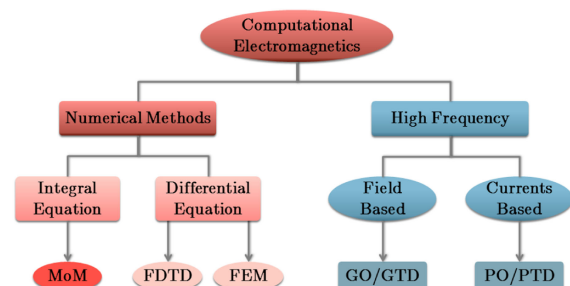 Computational
Electromagnetics
Numerical Methods
High Frequency
Integral
Equation
Differential
Equation
Field
Based
Currents
Based
MoM
FDTD
FEM
GO/GTD
PO/PTD